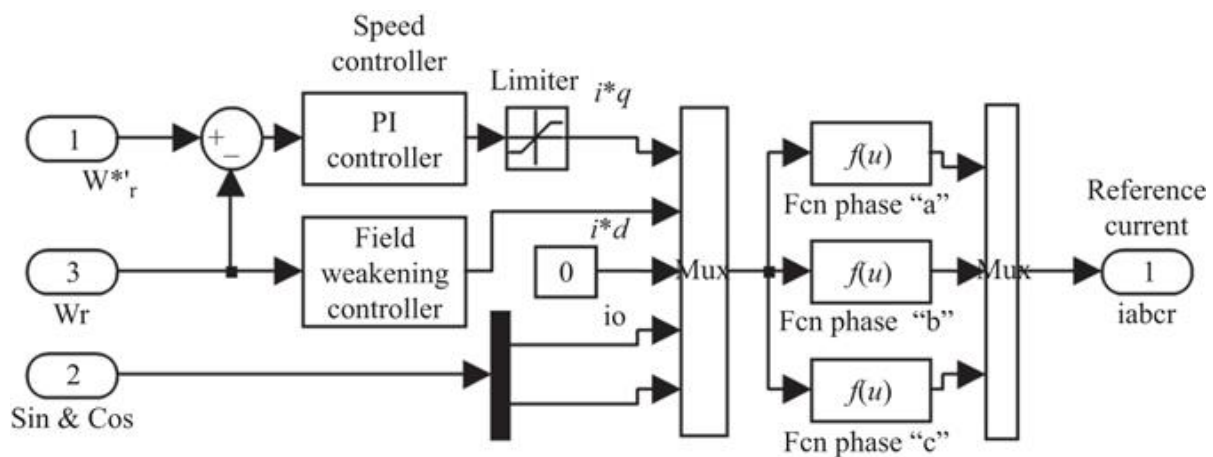 Speed
controller
Limiter
i*q
1
+
−
PI
controller
W*'r
f(u)
Fcn phase “a”
Reference
current
i*d
3
Wr
Field
weakening
controller
0
Mux
f(u)
Mux
1
iabcr
Fcn phase “b”
io
2
Sin & Cos
f(u)
Fcn phase “c”